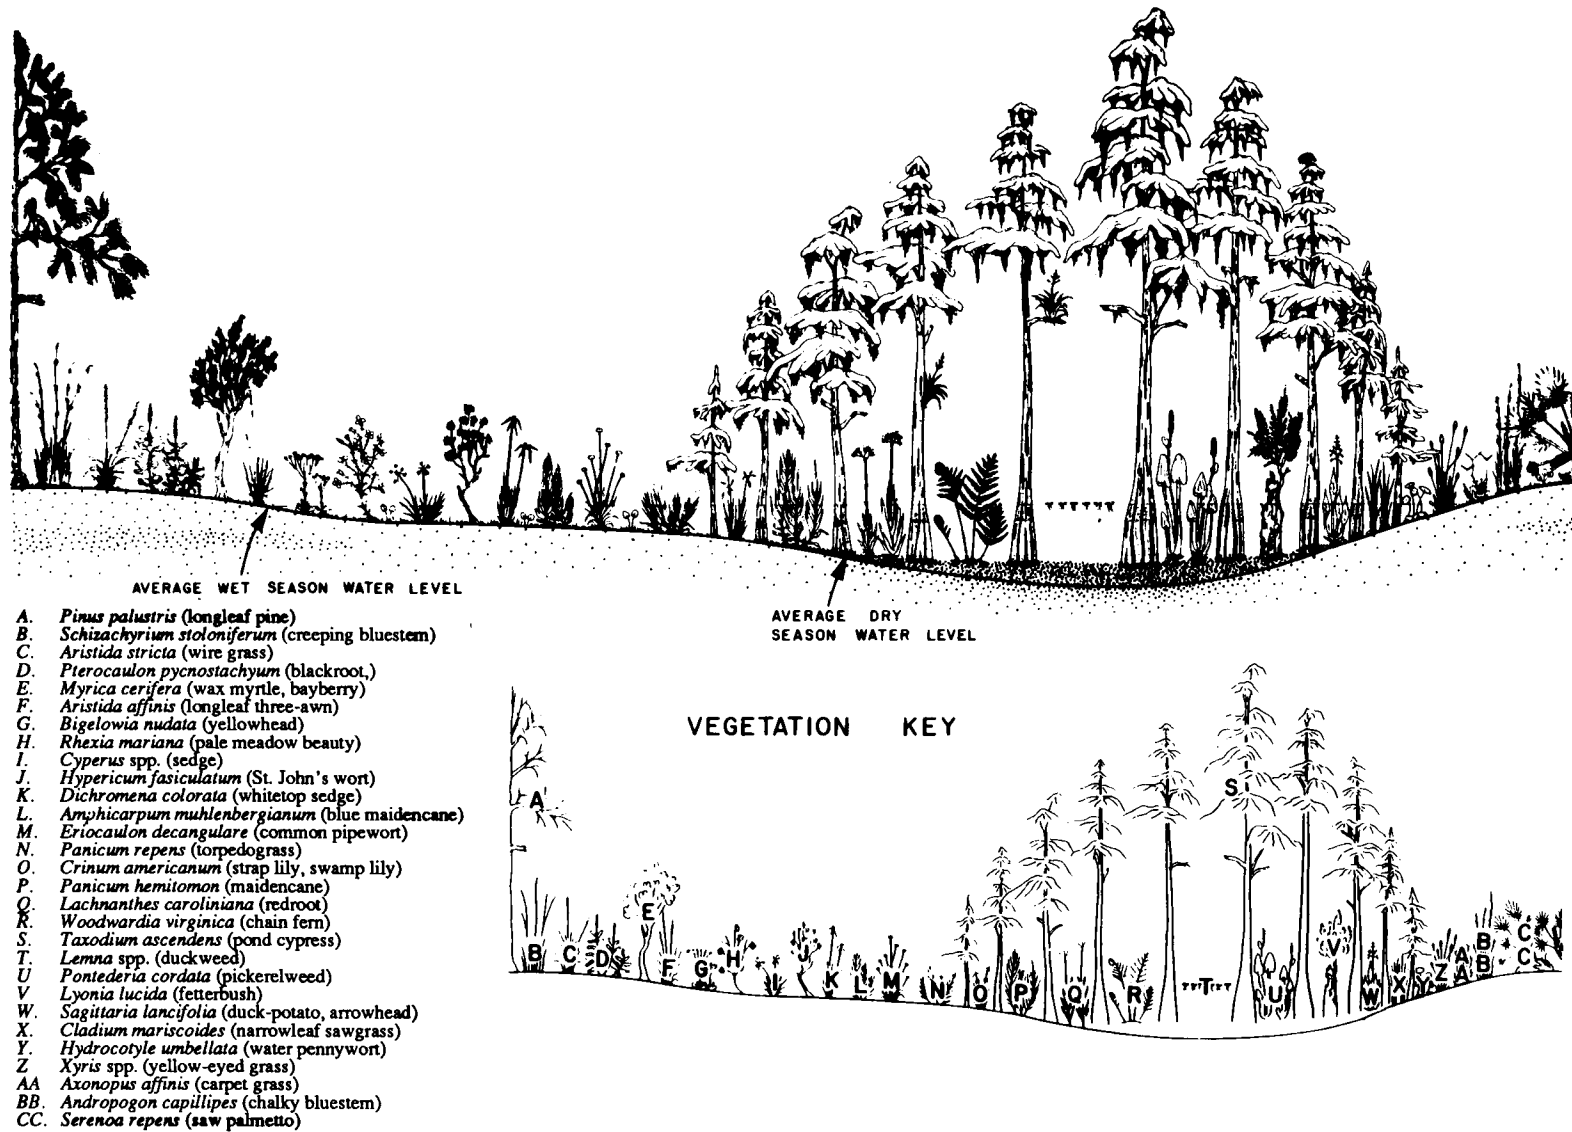 AVERAGE WET SEASON WATER LEVEL
AVERAGE DRY
SEASON WATER LEVEL
A. Pinus palustris (longleaf pine)
B. Schizachyrium stoloniferum (creeping bluestem)
C. Aristida stricta (wire grass)
D. Pterocaulon pycnostachyum (blackroot,)
E. Myrica cerifera (wax myrtle, bayberry)
F. Aristida affinis (longleaf three-awn)
G. Bigelowia nudata (yellowhead)
H. Rhexia mariana (pale meadow beauty)
I. Cyperus spp. (sedge)
J. Hypericum fasiculatum (St. John's wort)
K. Dichromena colorata (whitetop sedge)
L. Amphicarpum muhlenbergianum (blue maidencane)
M. Eriocaulon decangulare (common pipewort)
N. Panicum repens (torpedograss)
O. Crinum americanum (strap lily, swamp lily)
P. Panicum hemitomon (maidencane)
Q. Lachnanthes caroliniana (redroot)
R. Woodwardia virginica (chain fern)
S. Taxodium ascendens (pond cypress)
T. Lemna spp. (duckweed)
U Pontederia cordata (pickerelweed)
V Lyonia lucida (fetterbush)
W. Sagittaria lancifolia (duck-potato, arrowhead)
X. Cladium mariscoides (narrowleaf sawgrass)
Y. Hydrocotyle umbellata (water pennywort)
Z Xyris spp. (yellow-eyed grass)
AA Axonopus affinis (carpet grass)
BB. Andropogon capillipes (chalky bluestem)
CC. Serenoa repens (saw palmetto)
VEGETATION KEY
A
S
B C D E F G H I J K L M N O P Q R T U V W X Y Z
A
A
B
B
C
C